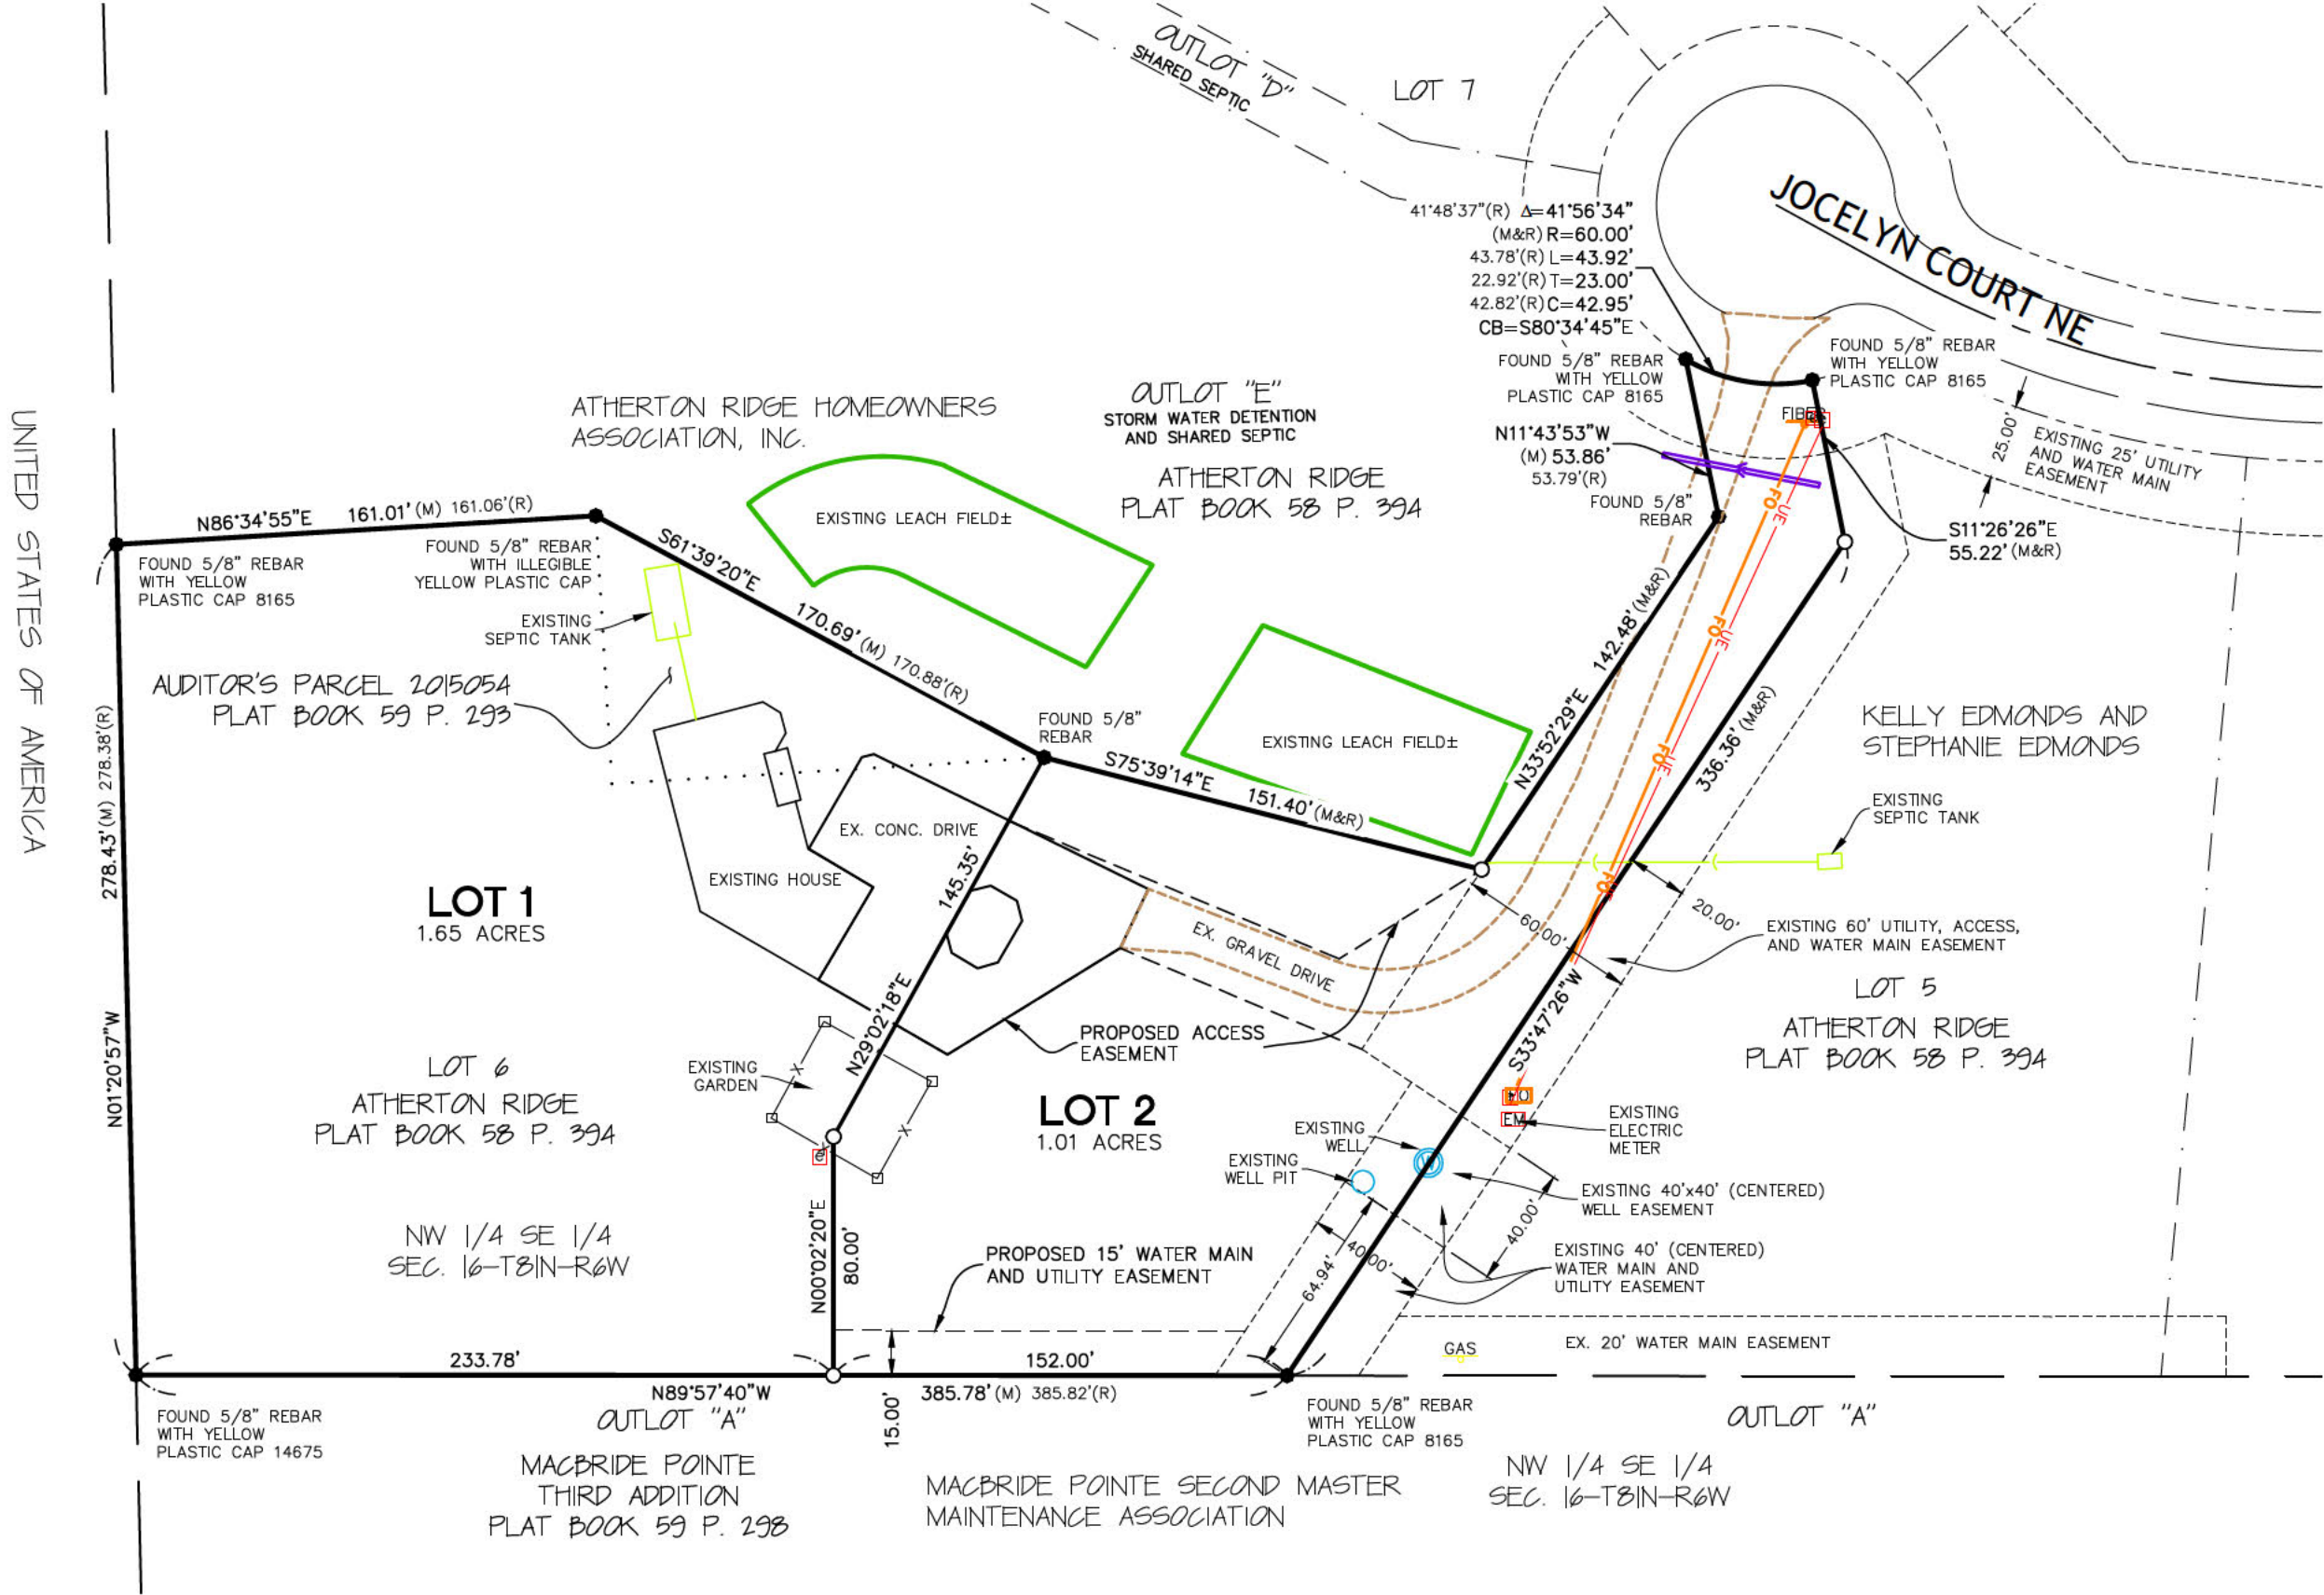 OUTLOT "D"
SHARED SEPTIC
LOT 7
JOCELYN COURT NE
41°48'37"(R) Δ=41°56'34"
(M&R) R=60.00'
43.78'(R) L=43.92'
22.92'(R) T=23.00'
42.82'(R) C=42.95'
CB=S80°34'45"E
FOUND 5/8" REBAR
WITH YELLOW
PLASTIC CAP 8165
FOUND 5/8" REBAR
WITH YELLOW
PLASTIC CAP 8165
FIBER
N11°43'53"W
(M) 53.86'
53.79'(R)
FOUND 5/8"
REBAR
25.00'
EXISTING 25' UTILITY
AND WATER MAIN
EASEMENT
S11°26'26"E
55.22' (M&R)
UNITED STATES OF AMERICA
ATHERTON RIDGE HOMEOWNERS
ASSOCIATION, INC.
OUTLOT "E"
STORM WATER DETENTION
AND SHARED SEPTIC
ATHERTON RIDGE
PLAT BOOK 58 P. 394
N86°34'55"E 161.01' (M) 161.06'(R)
FOUND 5/8" REBAR
WITH YELLOW
PLASTIC CAP 8165
FOUND 5/8" REBAR
WITH ILLEGIBLE
YELLOW PLASTIC CAP
EXISTING
SEPTIC TANK
S61°39'20"E 170.69' (M) 170.88'(R)
EXISTING LEACH FIELD±
AUDITOR'S PARCEL 2015054
PLAT BOOK 59 P. 293
FOUND 5/8"
REBAR
EXISTING LEACH FIELD±
S75°39'14"E 151.40' (M&R)
N33°52'29"E 142.48' (M&R)
FO
UE
FO
UE
FO
UE
FO
336.36' (M&R)
KELLY EDMONDS AND
STEPHANIE EDMONDS
EXISTING
SEPTIC TANK
278.43' (M) 278.38'(R)
N01°20'57"W
LOT 1
1.65 ACRES
EXISTING HOUSE
EX. CONC. DRIVE
145.35'
N29°02'18"E
EX. GRAVEL DRIVE
60.00'
20.00'
EXISTING 60' UTILITY, ACCESS,
AND WATER MAIN EASEMENT
LOT 5
ATHERTON RIDGE
PLAT BOOK 58 P. 394
S33°47'26"W
LOT 6
ATHERTON RIDGE
PLAT BOOK 58 P. 394
EXISTING
GARDEN
X
X
X
e
PROPOSED ACCESS
EASEMENT
LOT 2
1.01 ACRES
EM
EXISTING
ELECTRIC
METER
EXISTING
WELL
W
EXISTING
WELL PIT
EXISTING 40'x40' (CENTERED)
WELL EASEMENT
40.00'
40.00'
64.94'
EXISTING 40' (CENTERED)
WATER MAIN AND
UTILITY EASEMENT
NW 1/4 SE 1/4
SEC. 16-T81N-R6W
N00°02'20"E
80.00'
PROPOSED 15' WATER MAIN
AND UTILITY EASEMENT
GAS
EX. 20' WATER MAIN EASEMENT
233.78'
152.00'
N89°57'40"W
385.78' (M) 385.82'(R)
15.00'
FOUND 5/8" REBAR
WITH YELLOW
PLASTIC CAP 14675
OUTLOT "A"
MACBRIDE POINTE
THIRD ADDITION
PLAT BOOK 59 P. 298
MACBRIDE POINTE SECOND MASTER
MAINTENANCE ASSOCIATION
FOUND 5/8" REBAR
WITH YELLOW
PLASTIC CAP 8165
OUTLOT "A"
NW 1/4 SE 1/4
SEC. 16-T81N-R6W